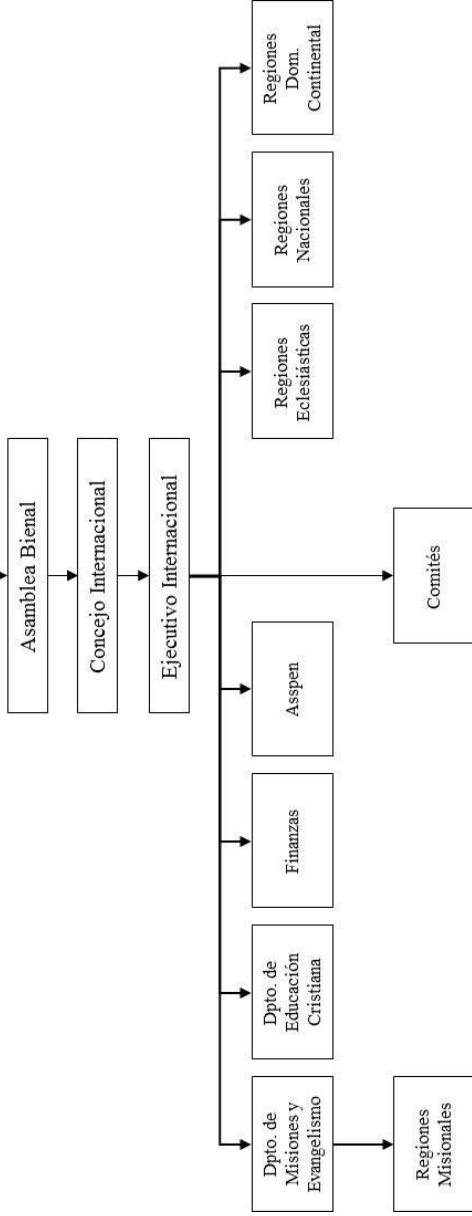 Asamblea Bienal
Concejo Internacional
Ejecutivo Internacional
Dpto. de
Misiones y
Evangelismo
Dpto. de
Educación
Cristiana
Finanzas
Asspen
Regiones
Eclesiásticas
Regiones
Nacionales
Regiones
Dom.
Continental
Regiones
Misionales
Comités